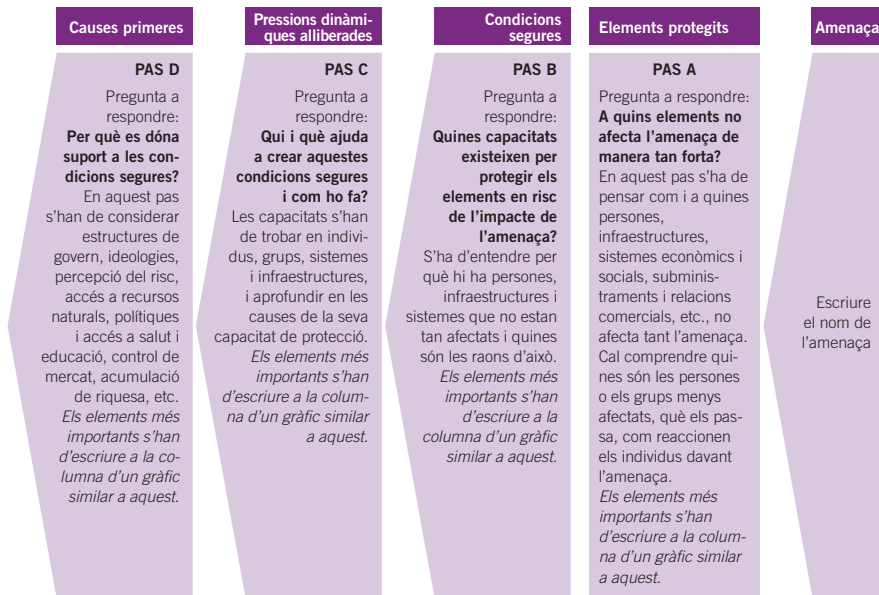 Causes primeres
PAS D
Pregunta a
respondre:
Per què es dóna
suport a les con-
dicions segures?
En aquest pas
s'han de considerar
estructures de
govern, ideologies,
percepció del risc,
accés a recursos
naturals, polítiques
i accés a salut i
educació, control de
mercat, acumulació
de riquesa, etc.
Els elements més
importants s'han
d'escriure a la co-
lumna d'un gràfic
similar a aquest.
Pressions dinàmi-
ques alliberades
PAS C
Pregunta a
respondre:
Qui i què ajuda
a crear aquestes
condicions segures
i com ho fa?
Les capacitats s'han
de trobar en indivi-
dus, grups, sistemes
i infraestructures,
i aprofundir en les
causes de la seva
capacitat de protecció.
Els elements més
importants s'han
d'escriure a la colum-
na d'un gràfic similar
a aquest.
Condicions
segures
PAS B
Pregunta a
respondre:
Quines capacitats
existeixen per
protegir els
elements en risc
de l'impacte de
l'amenaça?
S'ha d'entendre per
què hi ha persones,
infraestructures i
sistemes que no estan
tan afectats i quines
són les raons d'això.
Els elements més
importants s'han
d'escriure a la
columna d'un gràfic
similar a aquest.
Elements protegits
PAS A
Pregunta a respondre:
A quins elements no
afecta l'amenaça de
manera tan forta?
En aquest pas s'ha de
pensar com i a quines
persones,
infraestructures,
sistemes econòmics i
socials, subminis-
traments i relacions
comercials, etc., no
afecta tant l'amenaça.
Cal comprendre qui-
nes són les persones
o els grups menys
afectats, què els pas-
sa, com reaccionen
els individus davant
l'amenaça.
Els elements més
importants s'han
d'escriure a la colum-
na d'un gràfic similar
a aquest.
Amenaça
Escriure
el nom de
l'amenaça